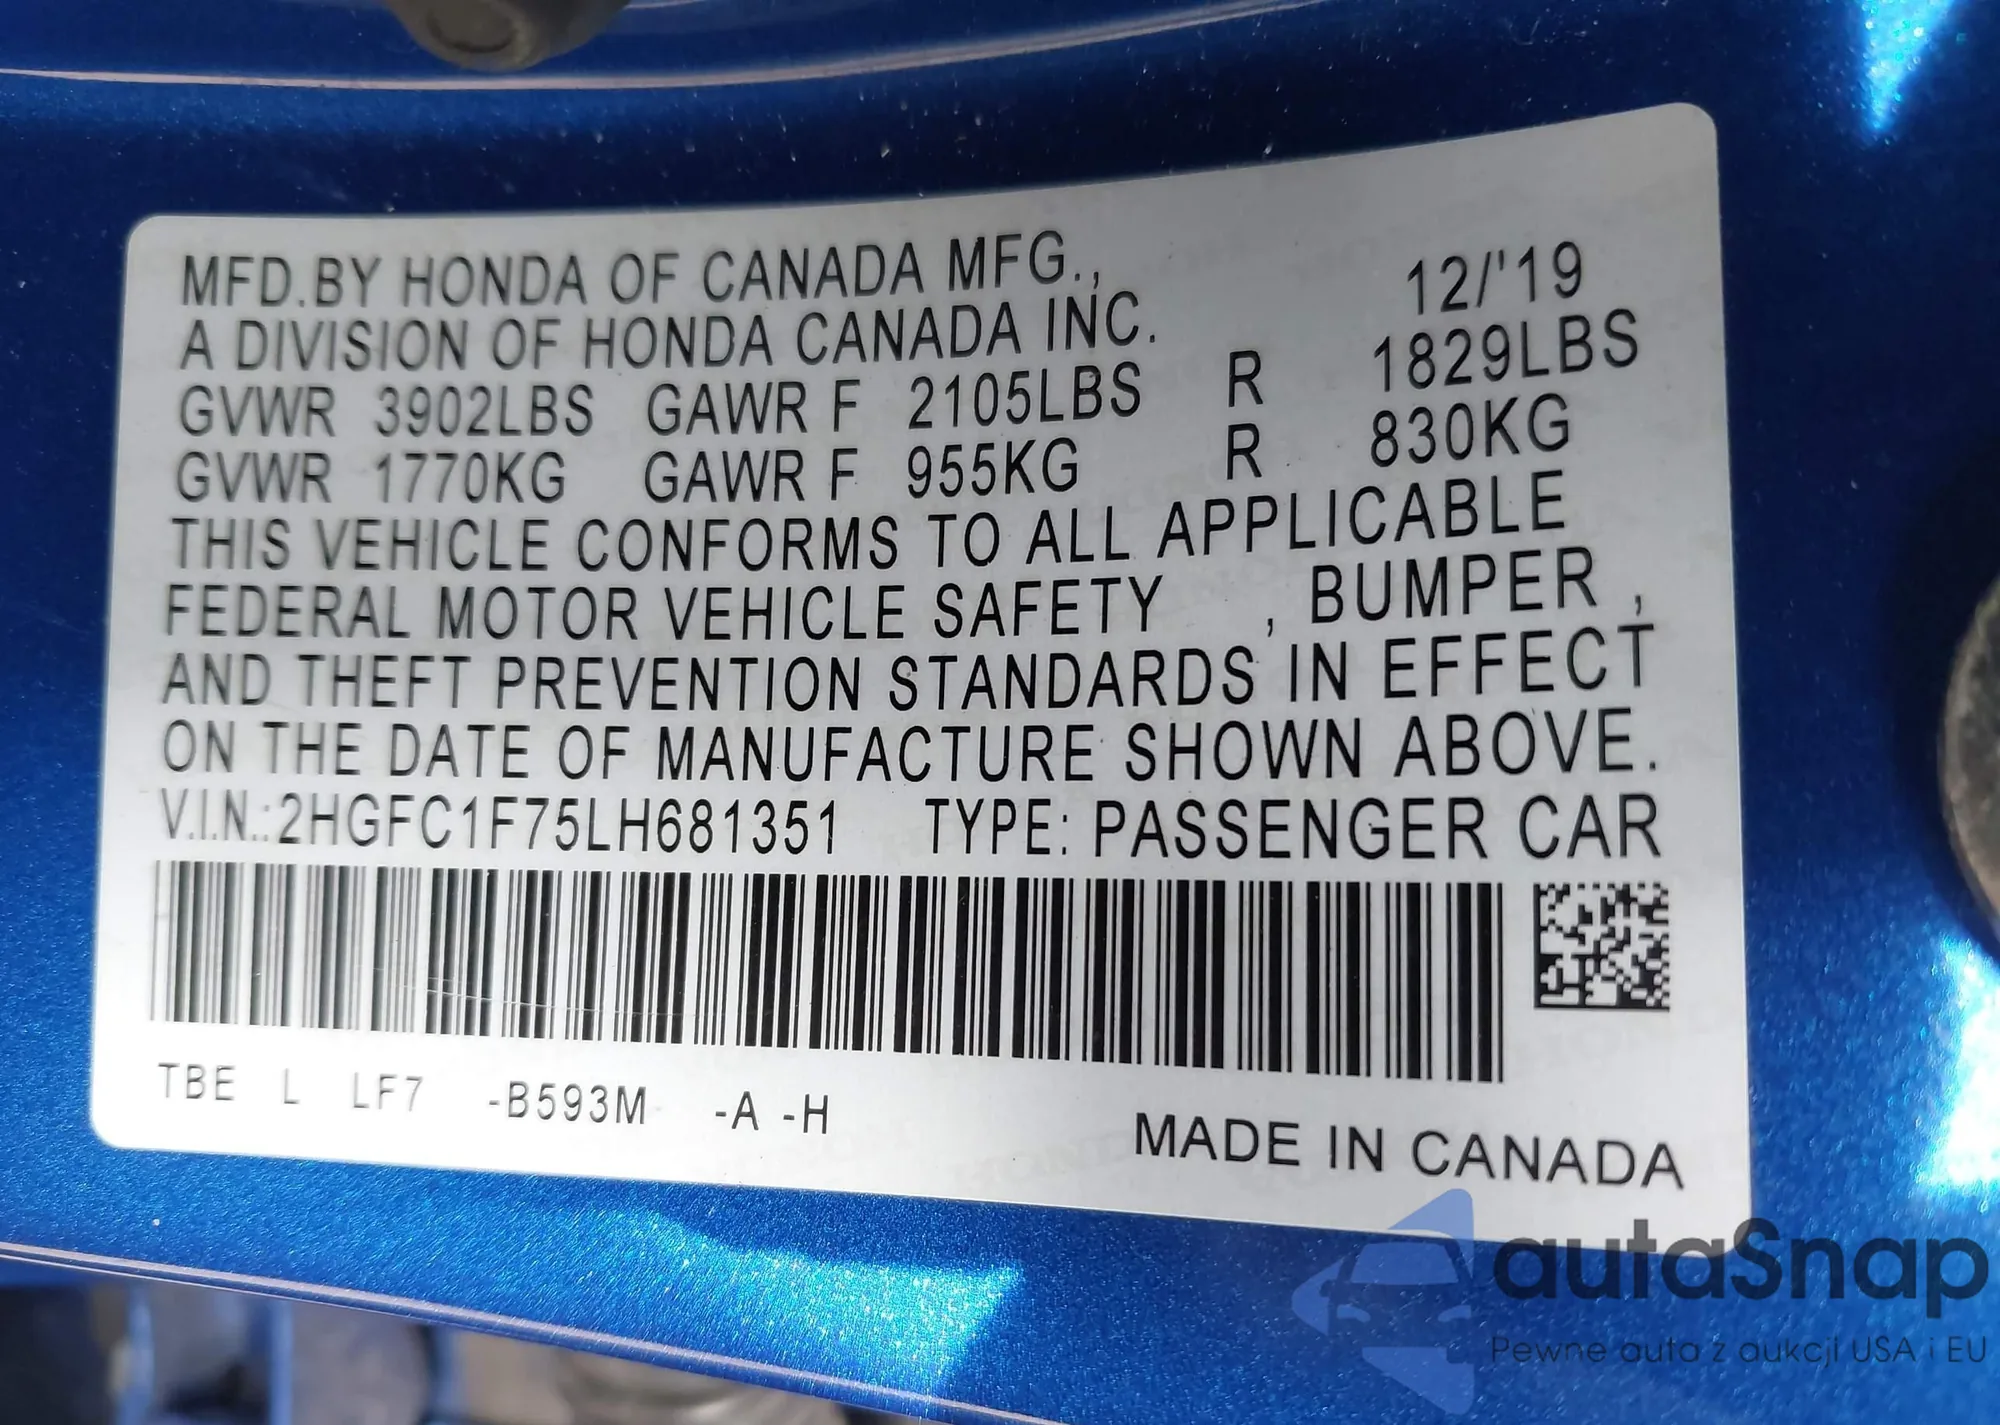 MFD.BY HONDA OF CANADA MFG., 12/'19
A DIVISION OF HONDA CANADA INC.
GVWR 3902LBS GAWR F 2105LBS R 1829LBS
GVWR 1770KG GAWR F 955KG R 830KG
THIS VEHICLE CONFORMS TO ALL APPLICABLE
FEDERAL MOTOR VEHICLE SAFETY , BUMPER ,
AND THEFT PREVENTION STANDARDS IN EFFECT
ON THE DATE OF MANUFACTURE SHOWN ABOVE.
V.I.N.:2HGFC1F75LH681351 TYPE: PASSENGER CAR
TBE L LF7 -B593M -A -H
MADE IN CANADA
autaSnap
Pewne auta z aukcji USA i EU